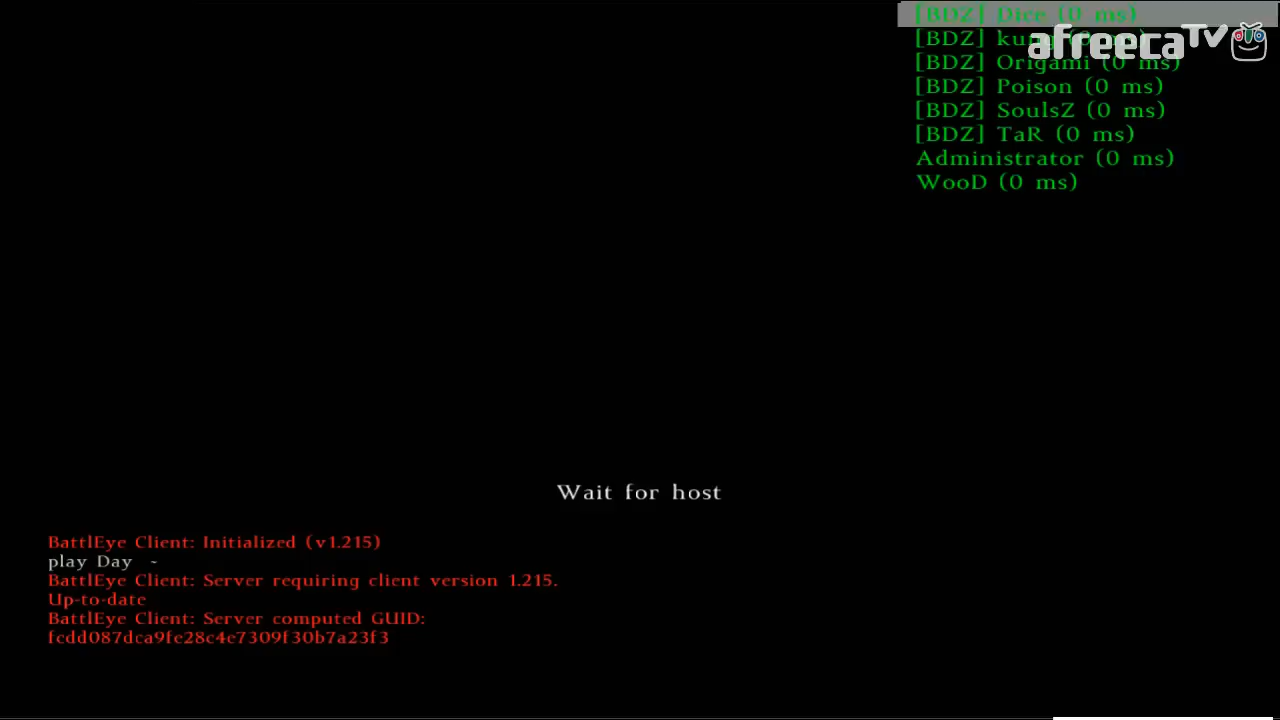 [BDZ] Dice (0 ms)
afreecaTV
[BDZ] (0 ms)
[BDZ] Origami (0 ms)
[BDZ] Poison (0 ms)
[BDZ] SoulsZ (0 ms)
[BDZ] TaR (0 ms)
Administrator (0 ms)
WooD (0 ms)
Wait for host
BattlEye Client: Initialized (v1.215)
play Day ~
BattlEye Client: Server requiring client version 1.215.
Up-to-date
BattlEye Client: Server computed GUID:
fcdd087dca9fe28c4e7309f30b7a23f3